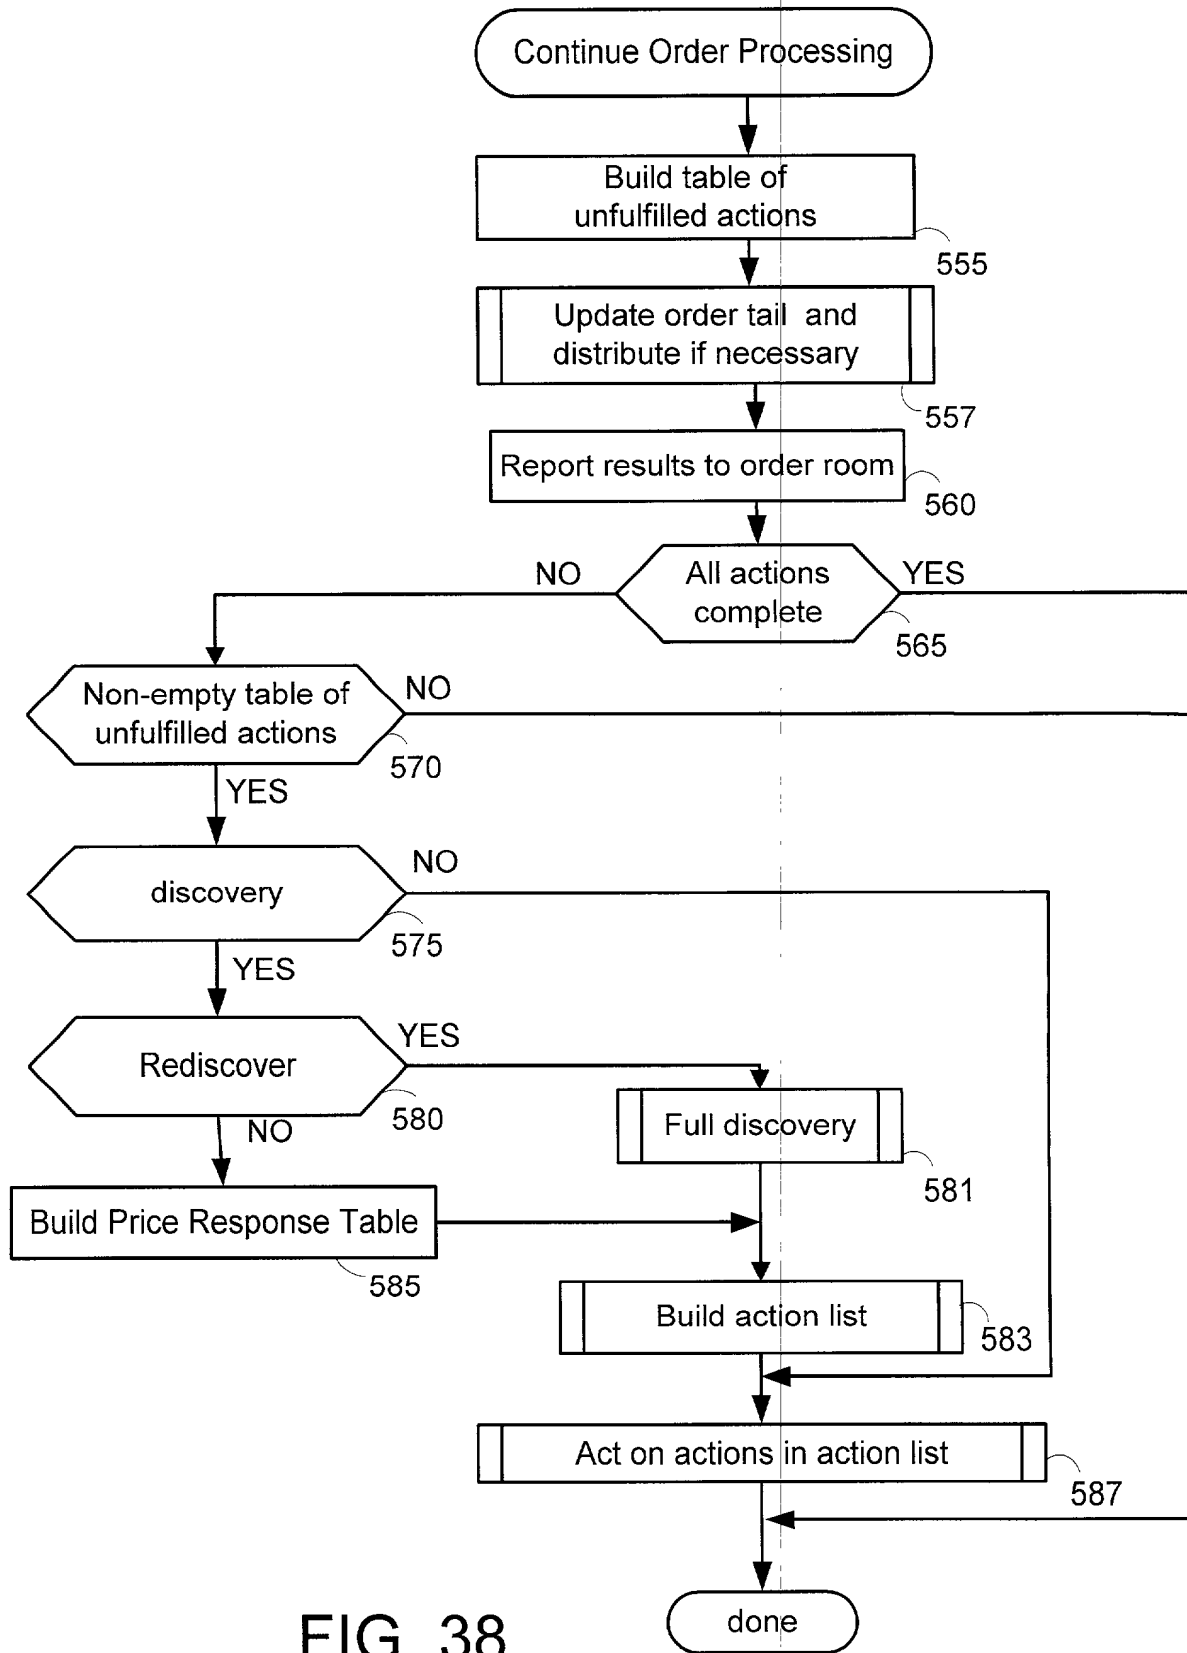 Continue Order Processing
Build table of
unfulfilled actions
555
Update order tail and
distribute if necessary
557
Report results to order room
560
All actions
complete
NO
YES
565
Non-empty table of
unfulfilled actions
NO
570
YES
discovery
NO
575
YES
Rediscover
YES
580
NO
Full discovery
581
Build Price Response Table
585
Build action list
583
Act on actions in action list
587
done
FIG. 38